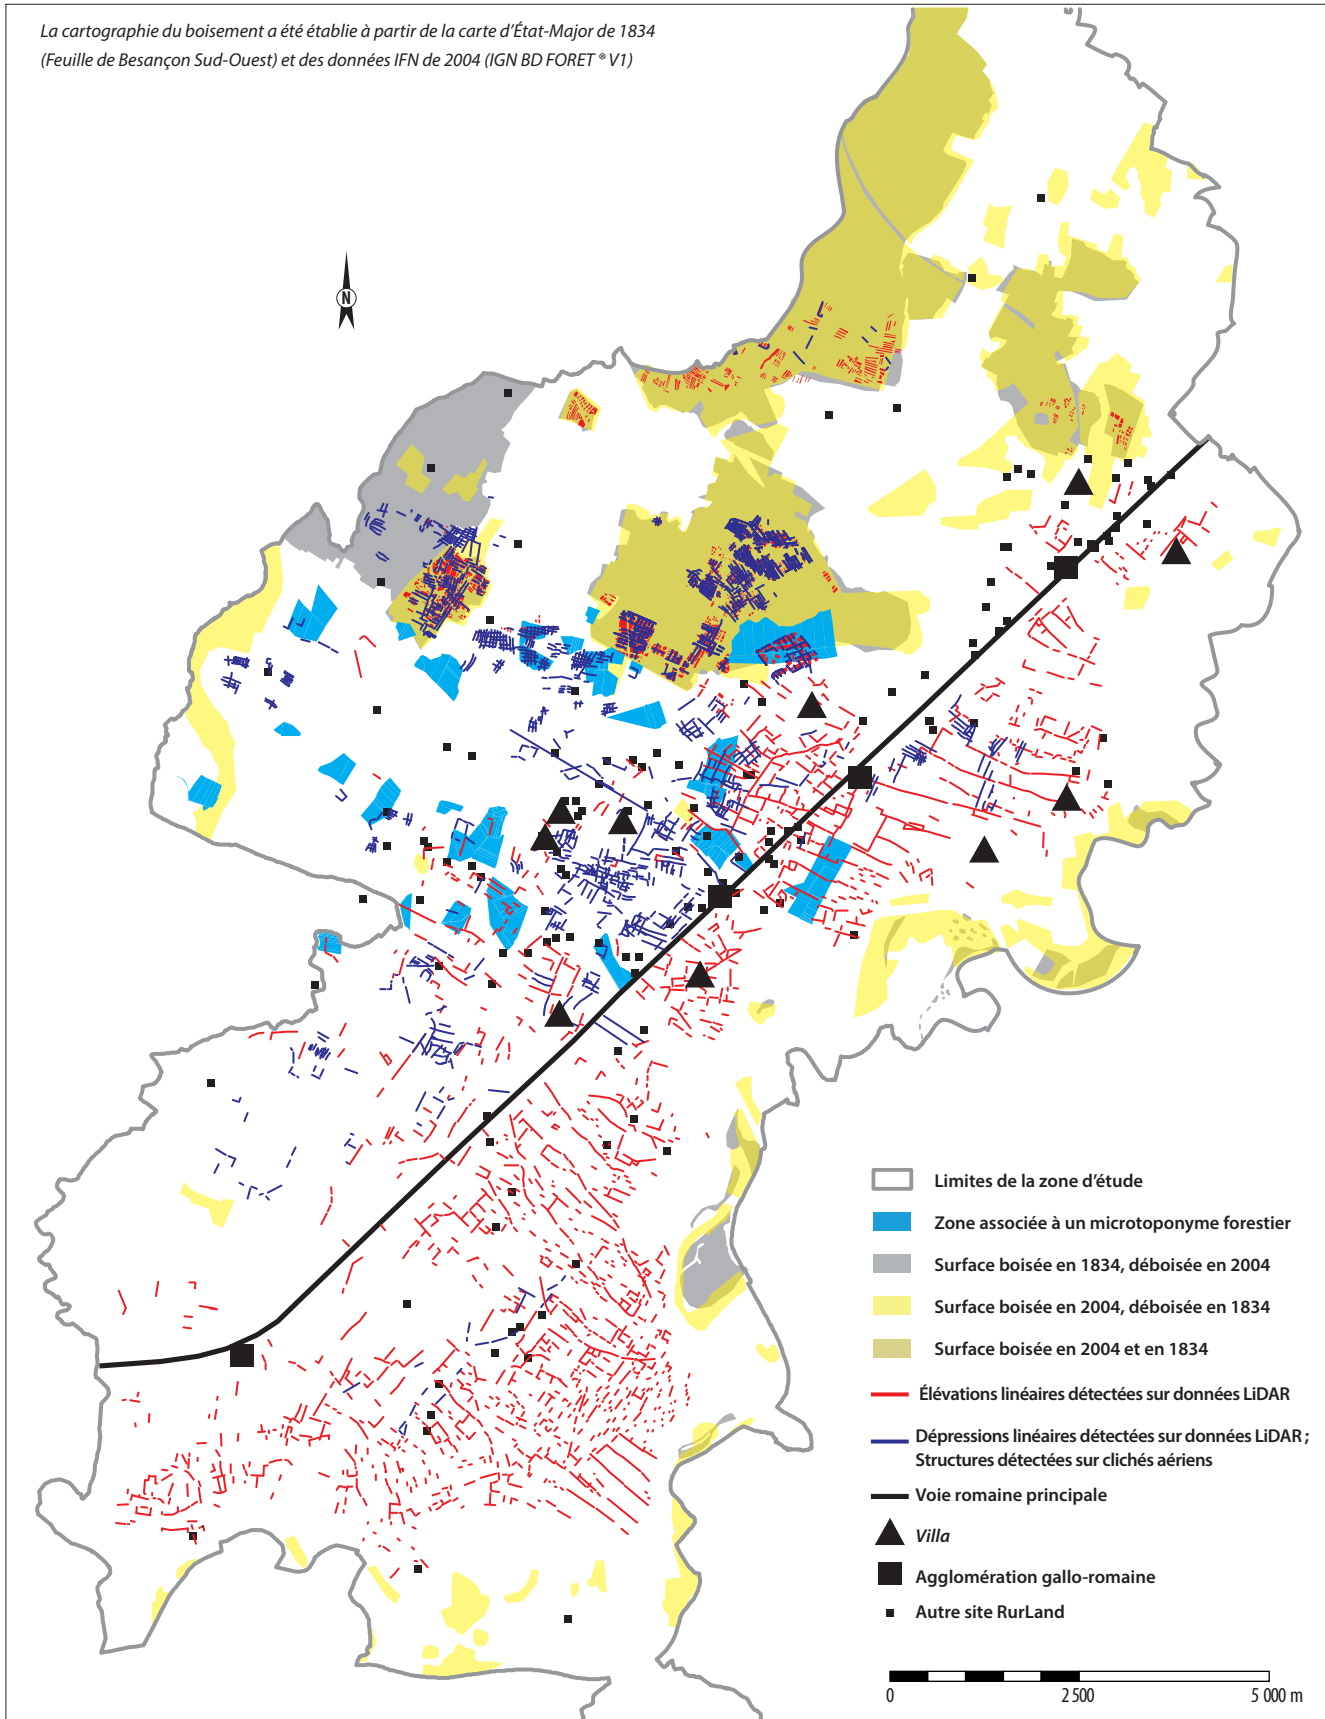 La cartographie du boisement a été établie à partir de la carte d'État-Major de 1834
(Feuille de Besançon Sud-Ouest) et des données IFN de 2004 (IGN BD FORET ® V1)
N
Limites de la zone d'étude
Zone associée à un microtoponyme forestier
Surface boisée en 1834, déboisée en 2004
Surface boisée en 2004, déboisée en 1834
Surface boisée en 2004 et en 1834
Élévations linéaires détectées sur données LiDAR
Dépressions linéaires détectées sur données LiDAR ;
Structures détectées sur clichés aériens
Voie romaine principale
Villa
Agglomération gallo-romaine
Autre site RurLand
0 2500 5 000 m